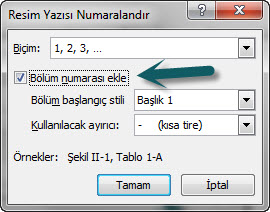 Resim Yazısı Numaralandır
Biçim: 1, 2, 3, ...
Bölüm numarası ekle
Bölüm başlangıç stili Başlık 1
Kullanılacak ayırıcı: - (kısa tire)
Örnekler: Şekil II-1, Tablo 1-A
Tamam İptal